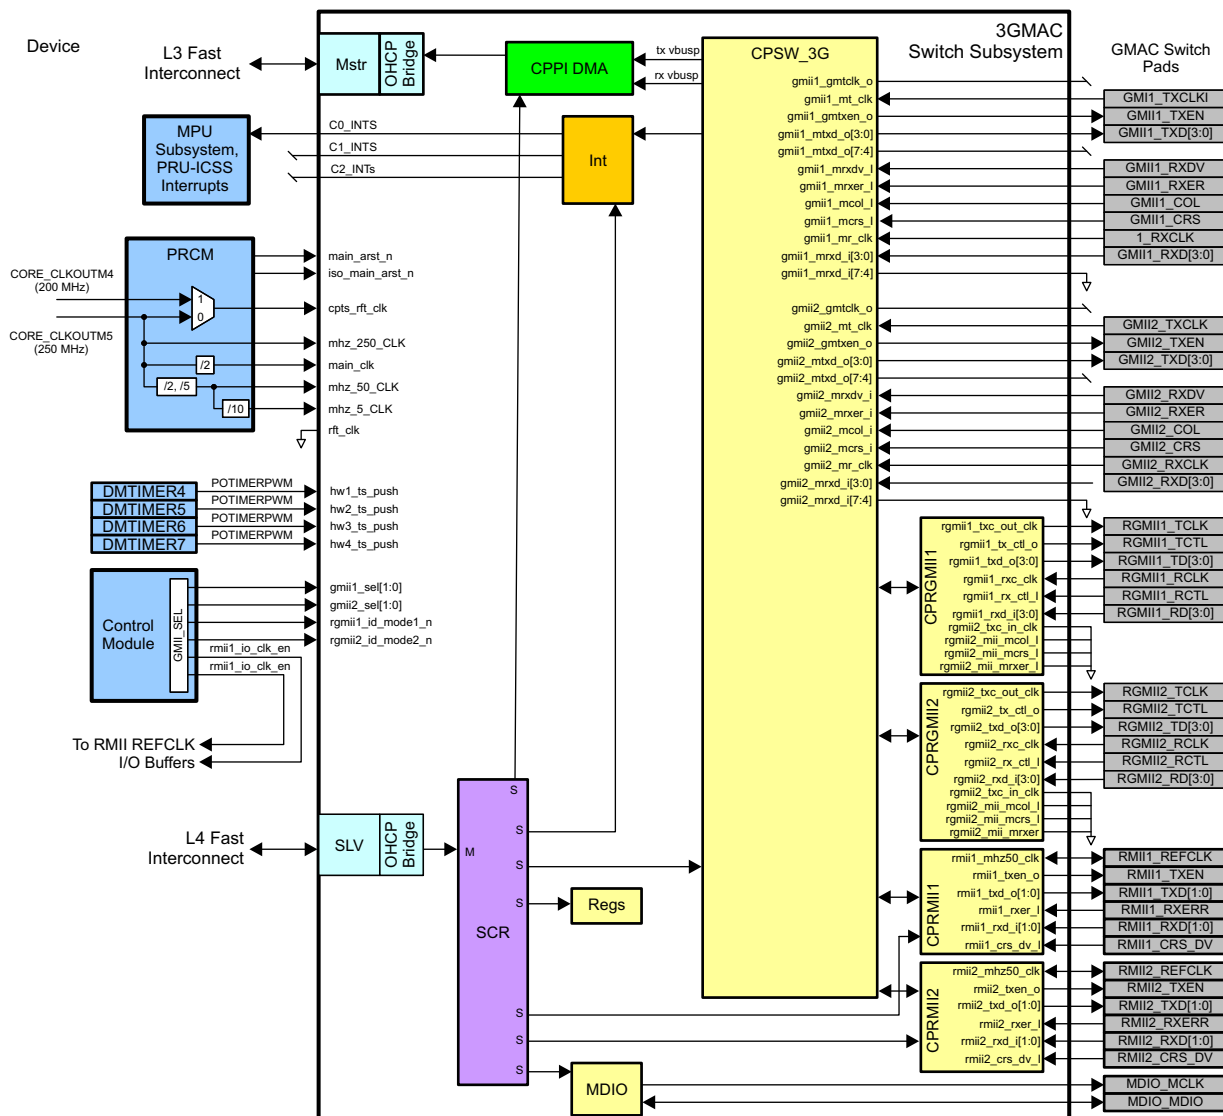 Device
3GMAC
Switch Subsystem
GMAC Switch
Pads
L3 Fast
Interconnect
Mstr
OHCP
Bridge
CPPI DMA
tx vbusp
rx vbusp
CPSW_3G
MPU
Subsystem,
PRU-ICSS
Interrupts
C0_INTS
C1_INTS
C2_INTs
Int
gmii1_gmtclk_o
gmii1_mt_clk
gmii1_gmtxen_o
gmii1_mtxd_o[3:0]
gmii1_mtxd_o[7:4]
gmii1_mrxdv_I
gmii1_mrxer_I
gmii1_mcol_I
gmii1_mcrs_I
gmii1_mr_clk
gmii1_mrxd_i[3:0]
gmii1_mrxd_i[7:4]
GMI1_TXCLKI
GMII1_TXEN
GMII1_TXD[3:0]
GMII1_RXDV
GMII1_RXER
GMII1_COL
GMII1_CRS
1_RXCLK
GMII1_RXD[3:0]
PRCM
CORE_CLKOUTM4
(200 MHz)
CORE_CLKOUTM5
(250 MHz)
1
0
/2
/2, /5
/10
main_arst_n
iso_main_arst_n
cpts_rft_clk
mhz_250_CLK
main_clk
mhz_50_CLK
mhz_5_CLK
rft_clk
gmii2_gmtclk_o
gmii2_mt_clk
gmii2_gmtxen_o
gmii2_mtxd_o[3:0]
gmii2_mtxd_o[7:4]
gmii2_mrxdv_i
gmii2_mrxer_i
gmii2_mcol_i
gmii2_mcrs_i
gmii2_mr_clk
gmii2_mrxd_i[3:0]
gmii2_mrxd_i[7:4]
GMII2_TXCLK
GMII2_TXEN
GMII2_TXD[3:0]
GMII2_RXDV
GMII2_RXER
GMII2_COL
GMII2_CRS
GMII2_RXCLK
GMII2_RXD[3:0]
DMTIMER4 POTIMERPWM hw1_ts_push
DMTIMER5 POTIMERPWM hw2_ts_push
DMTIMER6 POTIMERPWM hw3_ts_push
DMTIMER7 POTIMERPWM hw4_ts_push
Control
Module
GMII_SEL
gmii1_sel[1:0]
gmii2_sel[1:0]
rgmii1_id_mode1_n
rgmii2_id_mode2_n
rmii1_io_clk_en
rmii1_io_clk_en
To RMII REFCLK
I/O Buffers
CPRGMII1
rgmii1_txc_out_clk
rgmii1_tx_ctl_o
rgmii1_txd_o[3:0]
rgmii1_rxc_clk
rgmii1_rx_ctl_I
rgmii1_rxd_i[3:0]
rgmii2_txc_in_clk
rgmii2_mii_mcol_I
rgmii2_mii_mcrs_I
rgmii2_mii_mrxer_I
RGMII1_TCLK
RGMII1_TCTL
RGMII1_TD[3:0]
RGMII1_RCLK
RGMII1_RCTL
RGMII1_RD[3:0]
CPRGMII2
rgmii2_txc_out_clk
rgmii2_tx_ctl_o
rgmii2_txd_o[3:0]
rgmii2_rxc_clk
rgmii2_rx_ctl_I
rgmii2_rxd_i[3:0]
rgmii2_txc_in_clk
rgmii2_mii_mcol_I
rgmii2_mii_mcrs_I
rgmii2_mii_mrxer
RGMII2_TCLK
RGMII2_TCTL
RGMII2_TD[3:0]
RGMII2_RCLK
RGMII2_RCTL
RGMII2_RD[3:0]
L4 Fast
Interconnect
SLV
OHCP
Bridge
M
SCR
S
S
S
S
S
S
S
Regs
MDIO
CPRMII1
rmii1_mhz50_clk
rmii1_txen_o
rmii1_txd_o[1:0]
rmii1_rxer_I
rmii1_rxd_i[1:0]
rmii1_crs_dv_I
RMII1_REFCLK
RMII1_TXEN
RMII1_TXD[1:0]
RMII1_RXERR
RMII1_RXD[1:0]
RMII1_CRS_DV
CPRMII2
rmii2_mhz50_clk
rmii2_txen_o
rmii2_txd_o[1:0]
rmii2_rxer_I
rmii2_rxd_i[1:0]
rmii2_crs_dv_I
RMII2_REFCLK
RMII2_TXEN
RMII2_TXD[1:0]
RMII2_RXERR
RMII2_RXD[1:0]
RMII2_CRS_DV
MDIO_MCLK
MDIO_MDIO